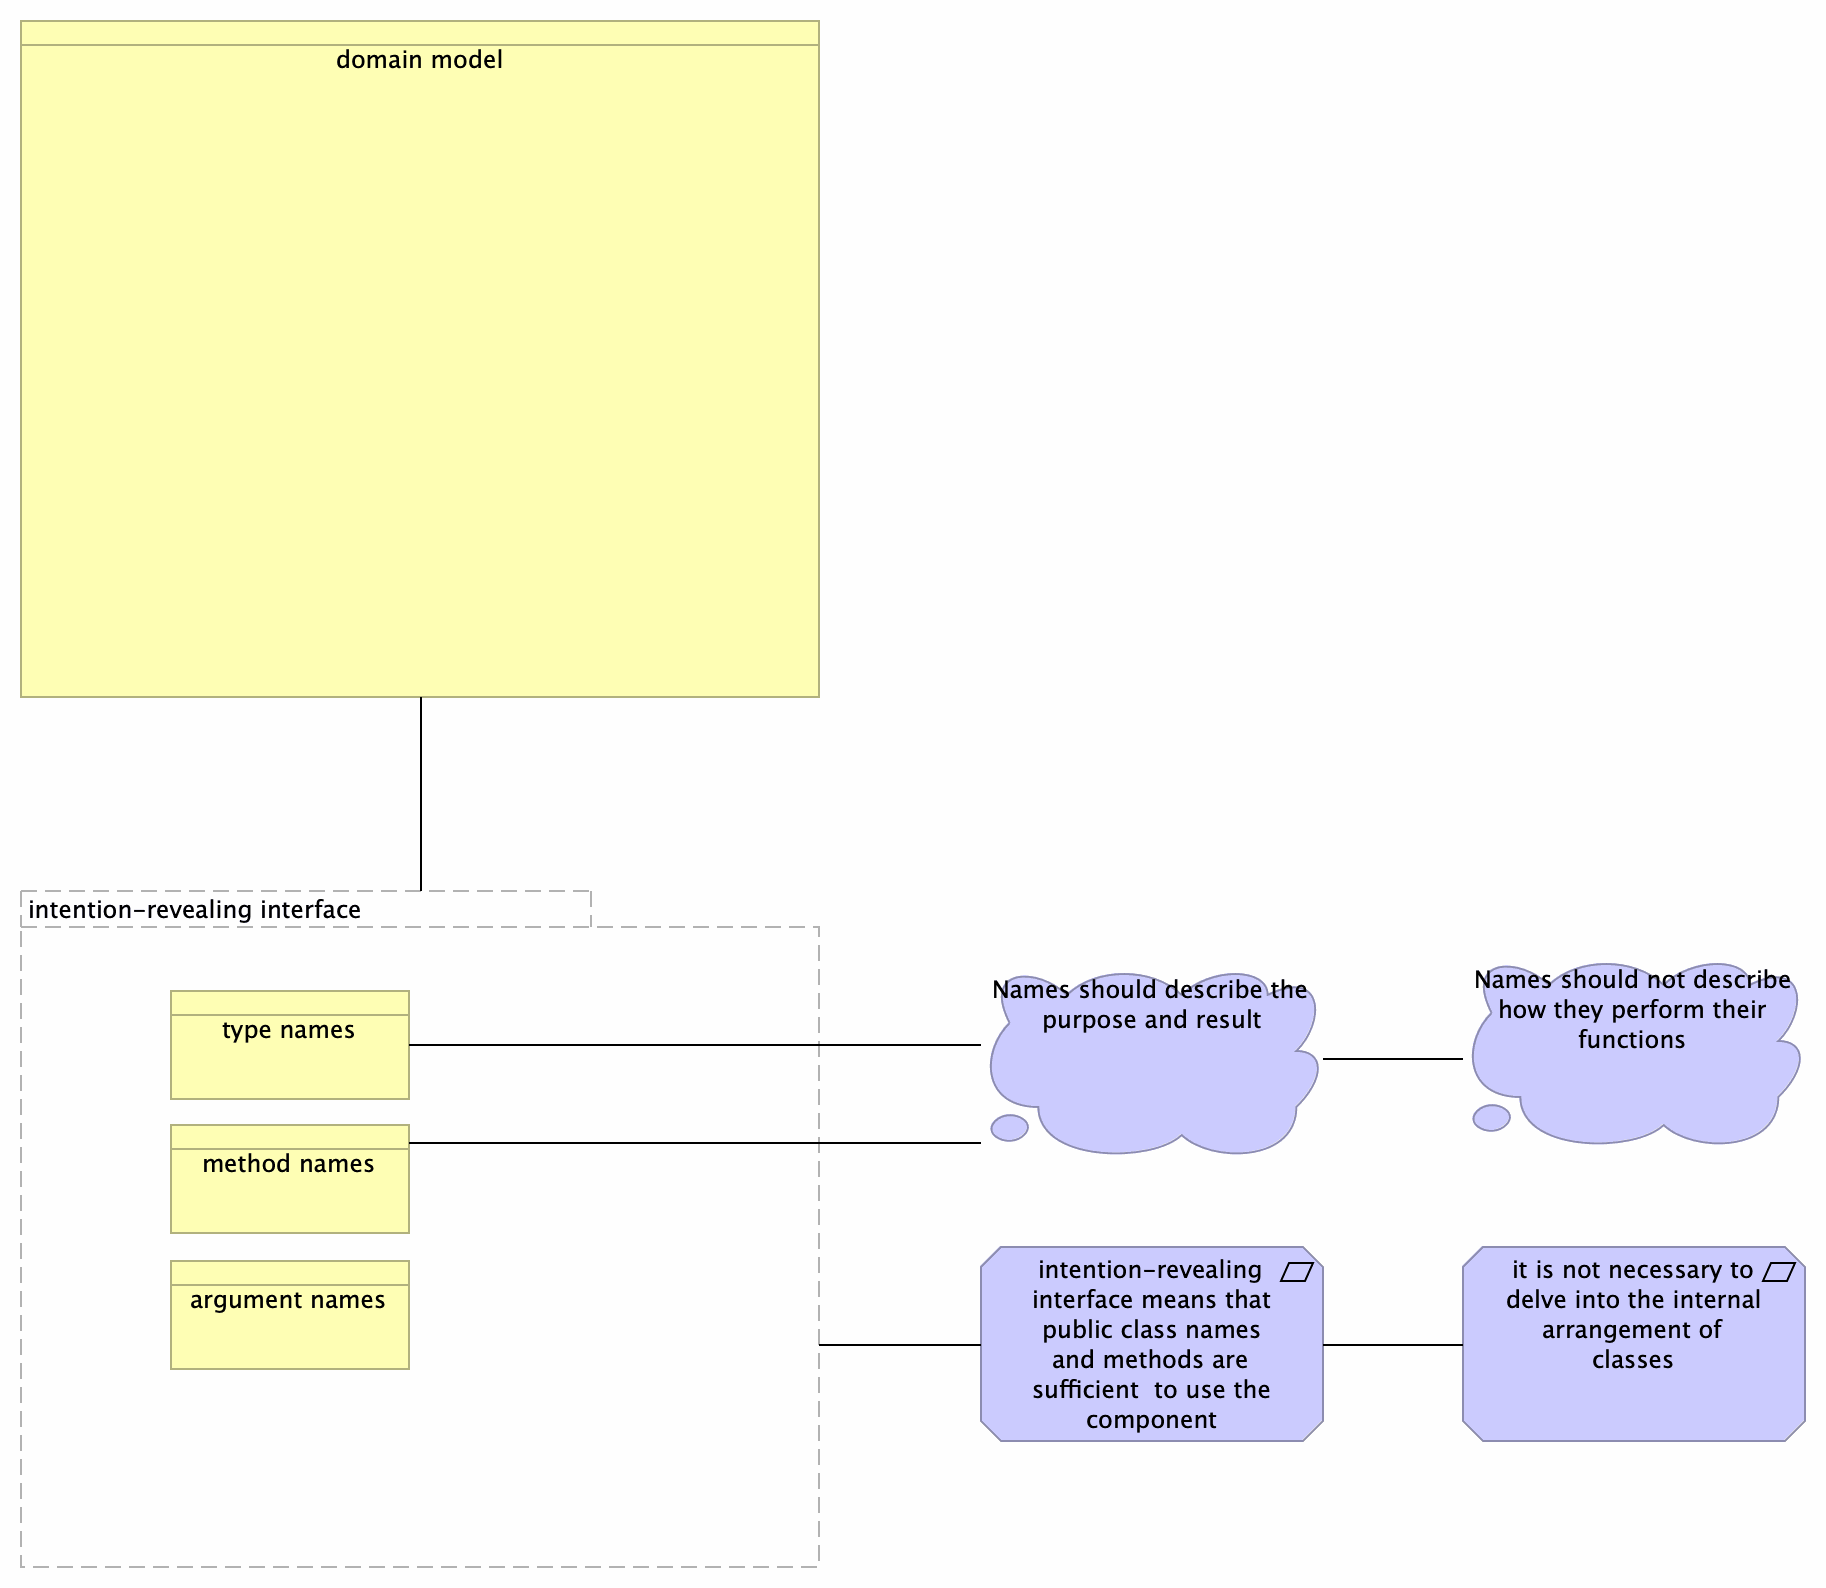 domain model
intention-revealing interface
type names
method names
argument names
Names should describe the
purpose and result
Names should not describe
how they perform their
functions
intention-revealing
interface means that
public class names
and methods are
sufficient  to use the
component
it is not necessary to
delve into the internal
arrangement of
classes